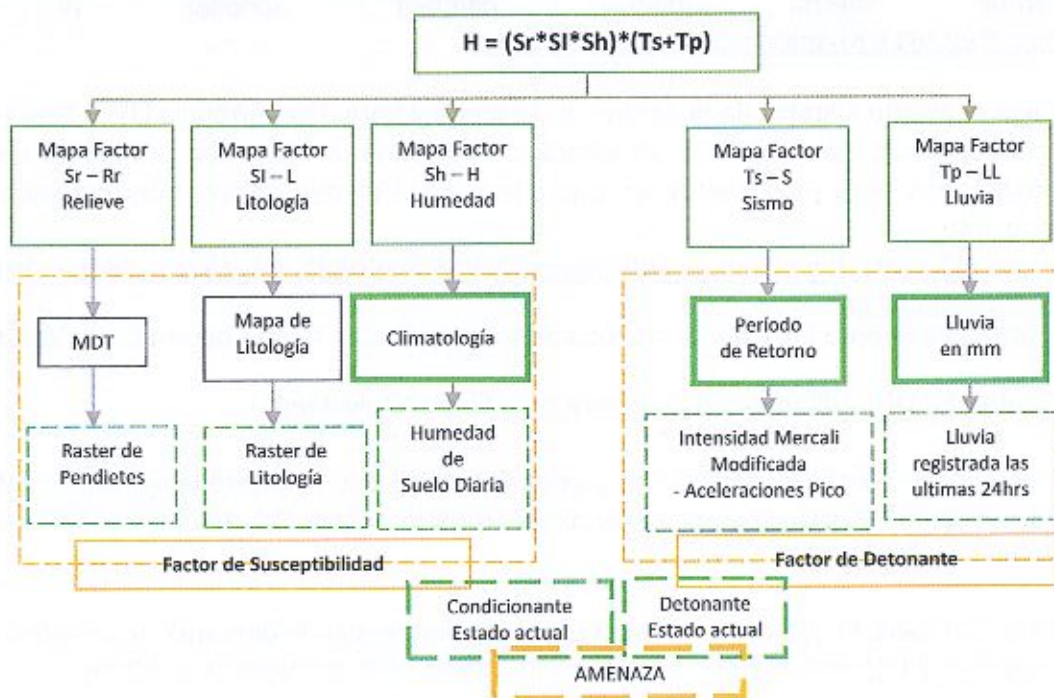 H = (Sr*Sl*Sh)*(Ts+Tp)
Mapa Factor
Sr – Rr
Relieve
Mapa Factor
Sl – L
Litología
Mapa Factor
Sh – H
Humedad
Mapa Factor
Ts – S
Sismo
Mapa Factor
Tp – LL
Lluvia
MDT
Mapa de
Litología
Climatología
Período
de Retorno
Lluvia
en mm
Raster de
Pendietes
Raster de
Litología
Humedad
de
Suelo Diaria
Intensidad Mercali
Modificada
- Aceleraciones Pico
Lluvia
registrada las
ultimas 24hrs
Factor de Susceptibilidad
Factor de Detonante
Condicionante
Estado actual
Detonante
Estado actual
AMENAZA